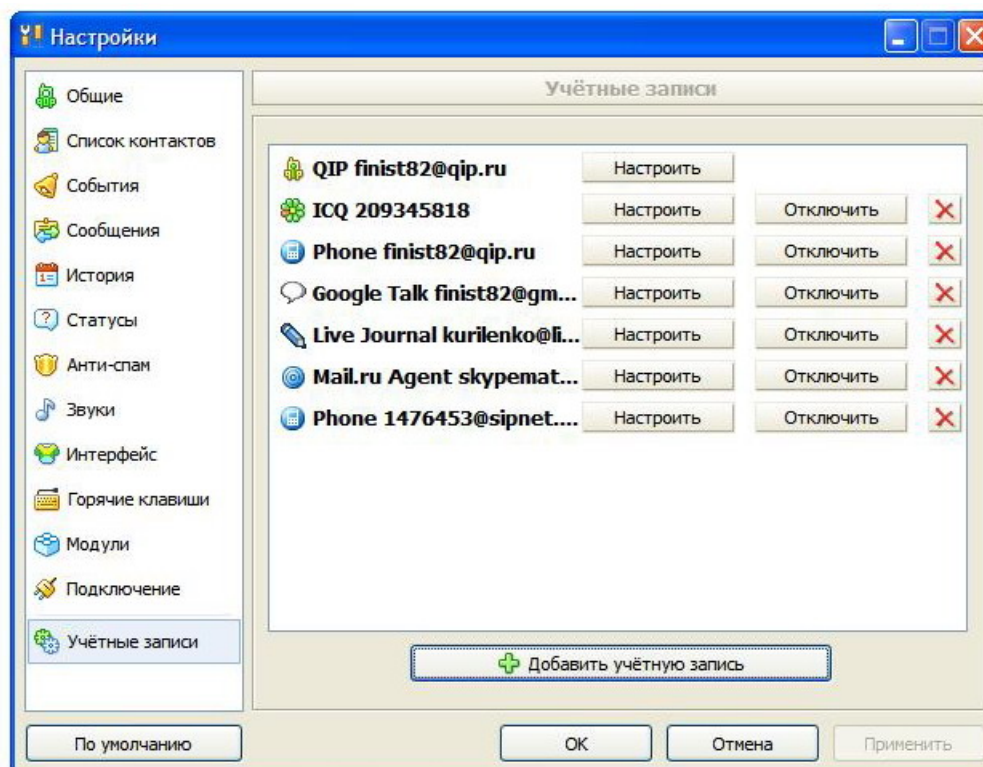 Настройки
Общие
Список контактов
События
Сообщения
История
Статусы
Анти-спам
Звуки
Интерфейс
Горячие клавиши
Модули
Подключение
Учётные записи
По умолчанию
Учётные записи
QIP finist82@qip.ru Настроить
ICQ 209345818 Настроить Отключить
Phone finist82@qip.ru Настроить Отключить
Google Talk finist82@gm... Настроить Отключить
Live Journal kurilenko@li... Настроить Отключить
Mail.ru Agent skypemat... Настроить Отключить
Phone 1476453@sipnet.... Настроить Отключить
Добавить учётную запись
OK Отмена Применить